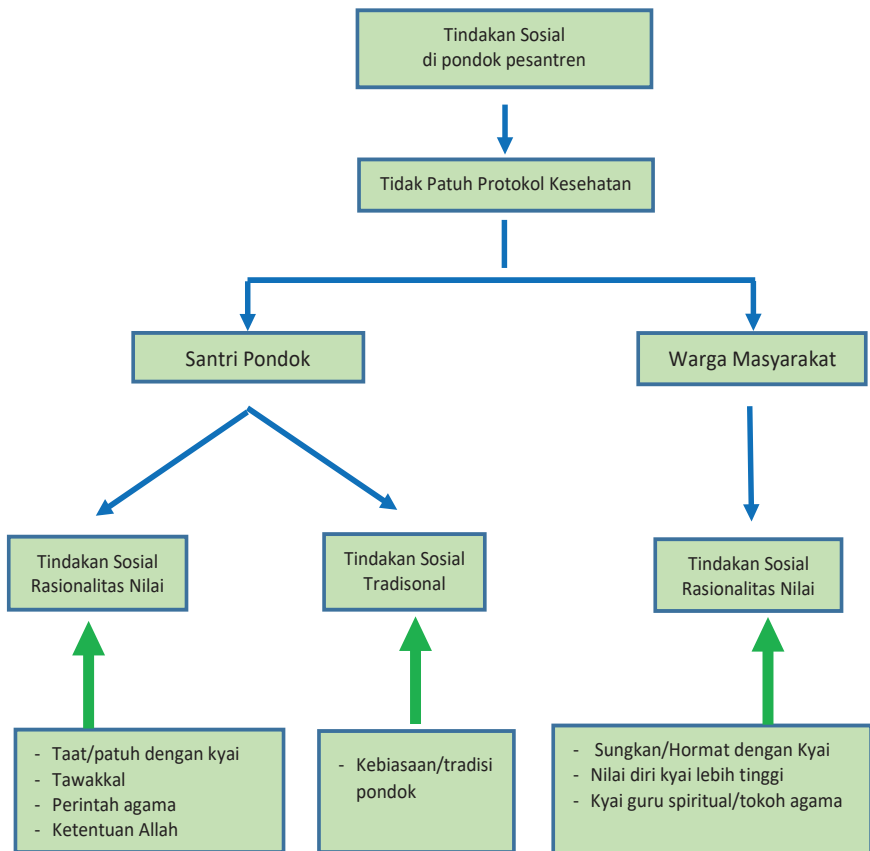 Tindakan Sosial
di pondok pesantren
Tidak Patuh Protokol Kesehatan
Santri Pondok
Warga Masyarakat
Tindakan Sosial
Rasionalitas Nilai
Tindakan Sosial
Tradisonal
Tindakan Sosial
Rasionalitas Nilai
- Taat/patuh dengan kyai
- Tawakkal
- Perintah agama
- Ketentuan Allah
- Kebiasaan/tradisi
pondok
- Sungkan/Hormat dengan Kyai
- Nilai diri kyai lebih tinggi
- Kyai guru spiritual/tokoh agama